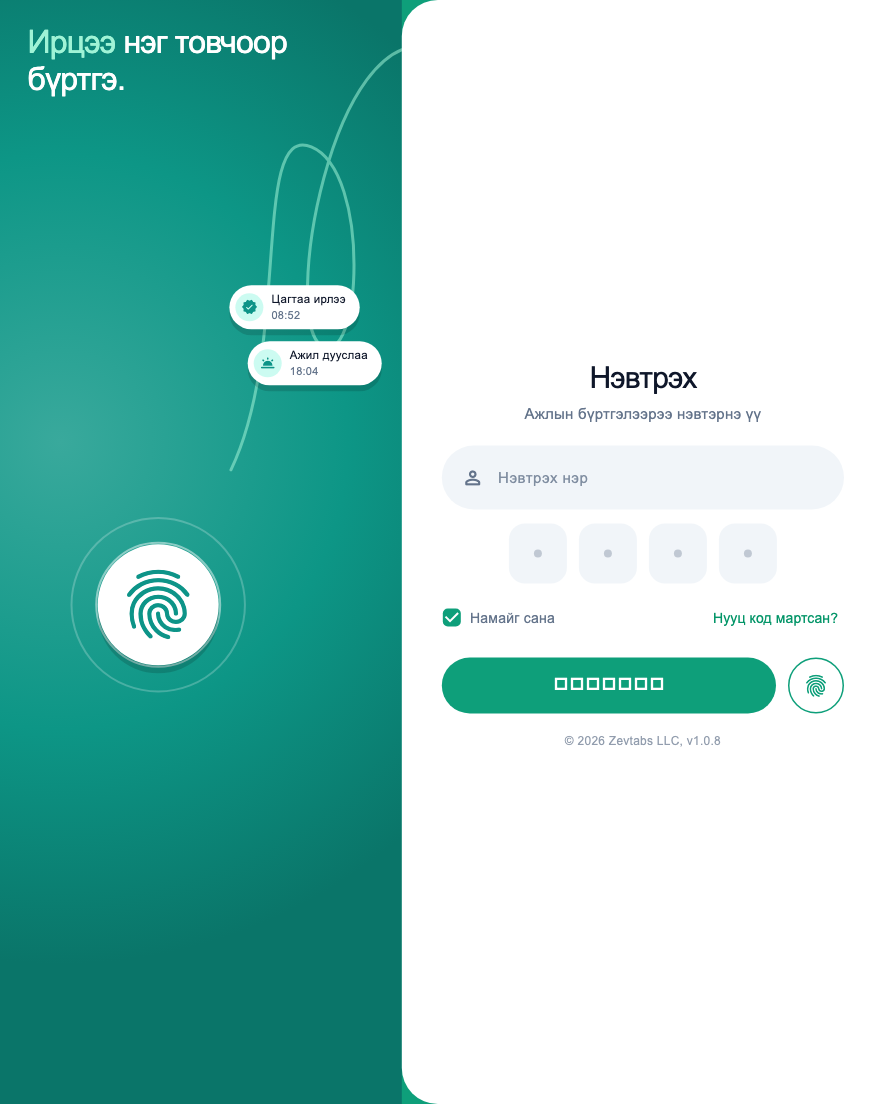 Ирцээ нэг товчоор
бүртгэ.
Цагтаа ирлээ
08:52
Ажил дууслаа
18:04
Нэвтрэх
Ажлын бүртгэлээрээ нэвтэрнэ үү
Нэвтрэх нэр
Намайг сана
Нууц код мартсан?
© 2026 Zevtabs LLC, v1.0.8